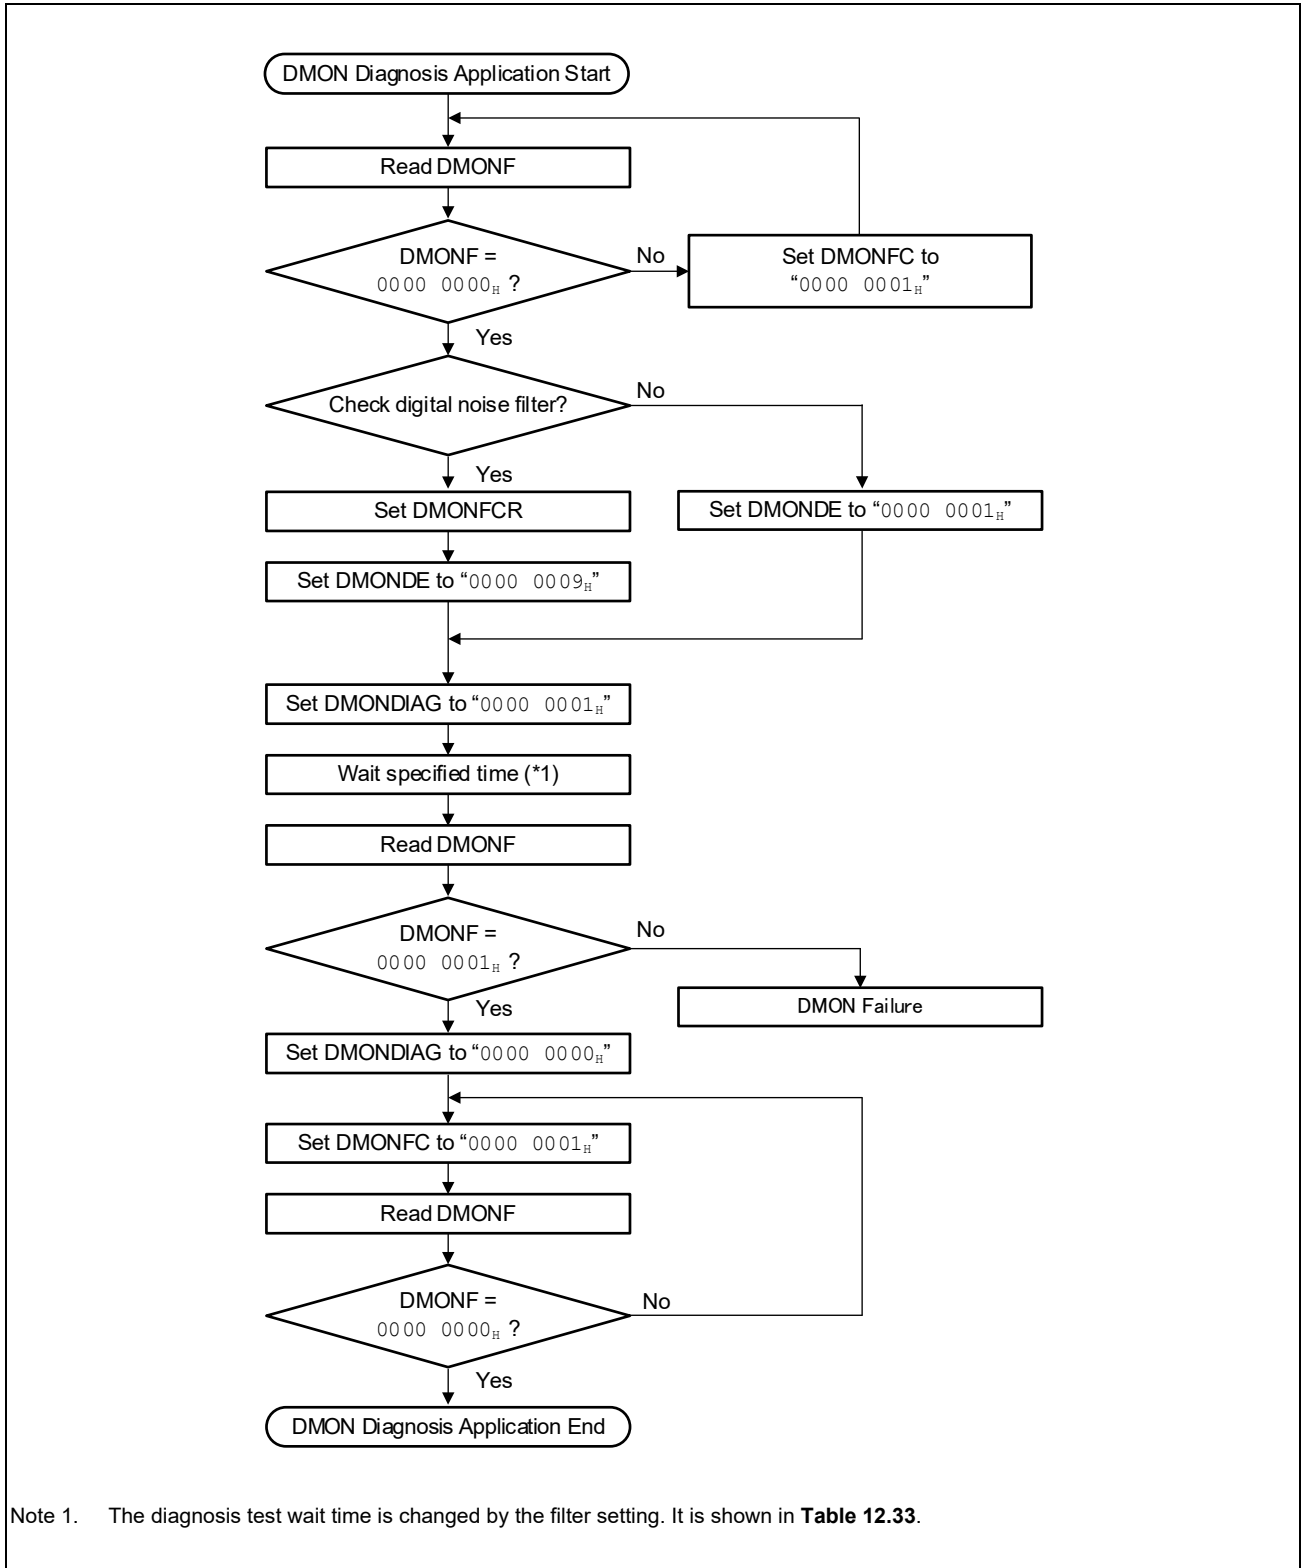 DMON Diagnosis Application Start
Read DMONF
DMONF =
0000 0000H ?
No
Set DMONFC to
“0000 0001H”
Yes
Check digital noise filter?
No
Yes
Set DMONFCR
Set DMONDE to “0000 0001H”
Set DMONDE to “0000 0009H”
Set DMONDIAG to “0000 0001H”
Wait specified time (*1)
Read DMONF
DMONF =
0000 0001H ?
No
DMON Failure
Yes
Set DMONDIAG to “0000 0000H”
Set DMONFC to “0000 0001H”
Read DMONF
DMONF =
0000 0000H ?
No
Yes
DMON Diagnosis Application End
Note 1. The diagnosis test wait time is changed by the filter setting. It is shown in Table 12.33.